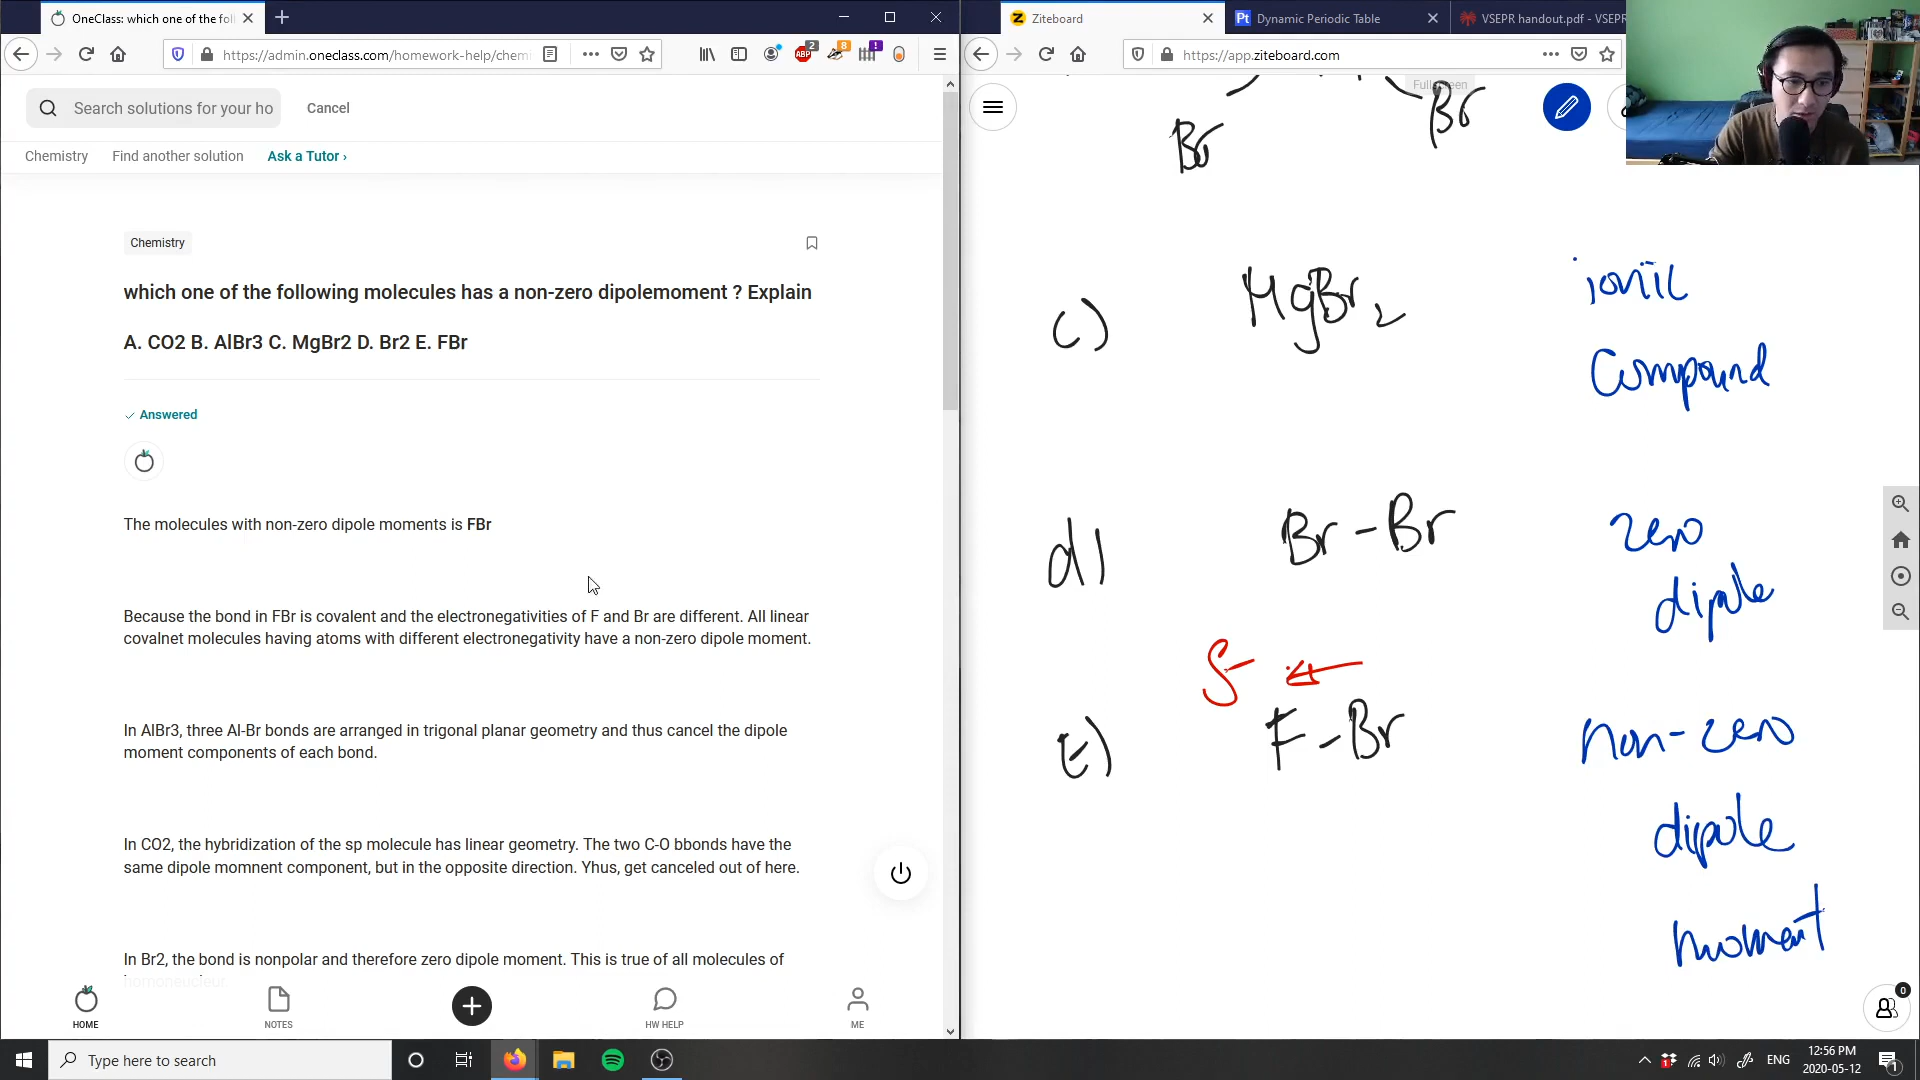 OneClass: which one of the fol
https://admin.oneclass.com/homework-help/chemi
2
8
!
Search solutions for your ho
Cancel
Chemistry
Find another solution
Ask a Tutor ›
Chemistry
which one of the following molecules has a non-zero dipolemoment ? Explain
A. CO2 B. AlBr3 C. MgBr2 D. Br2 E. FBr
Answered
The molecules with non-zero dipole moments is FBr
Because the bond in FBr is covalent and the electronegativities of F and Br are different. All linear
covalnet molecules having atoms with different electronegativity have a non-zero dipole moment.
In AlBr3, three Al-Br bonds are arranged in trigonal planar geometry and thus cancel the dipole
moment components of each bond.
In CO2, the hybridization of the sp molecule has linear geometry. The two C-O bbonds have the
same dipole momnent component, but in the opposite direction. Yhus, get canceled out of here.
In Br2, the bond is nonpolar and therefore zero dipole moment. This is true of all molecules of
homonuclear
HOME
NOTES
HW HELP
ME
Ziteboard
Pt Dynamic Periodic Table
VSEPR handout.pdf - VSEPR
https://app.ziteboard.com
Fullscreen
Br
Br
c) MgBr2 ionic
compound
d) Br - Br zero
dipole
δ-
E) F - Br non-zero
dipole
moment
0
Type here to search
ENG
12:56 PM
2020-05-12
1